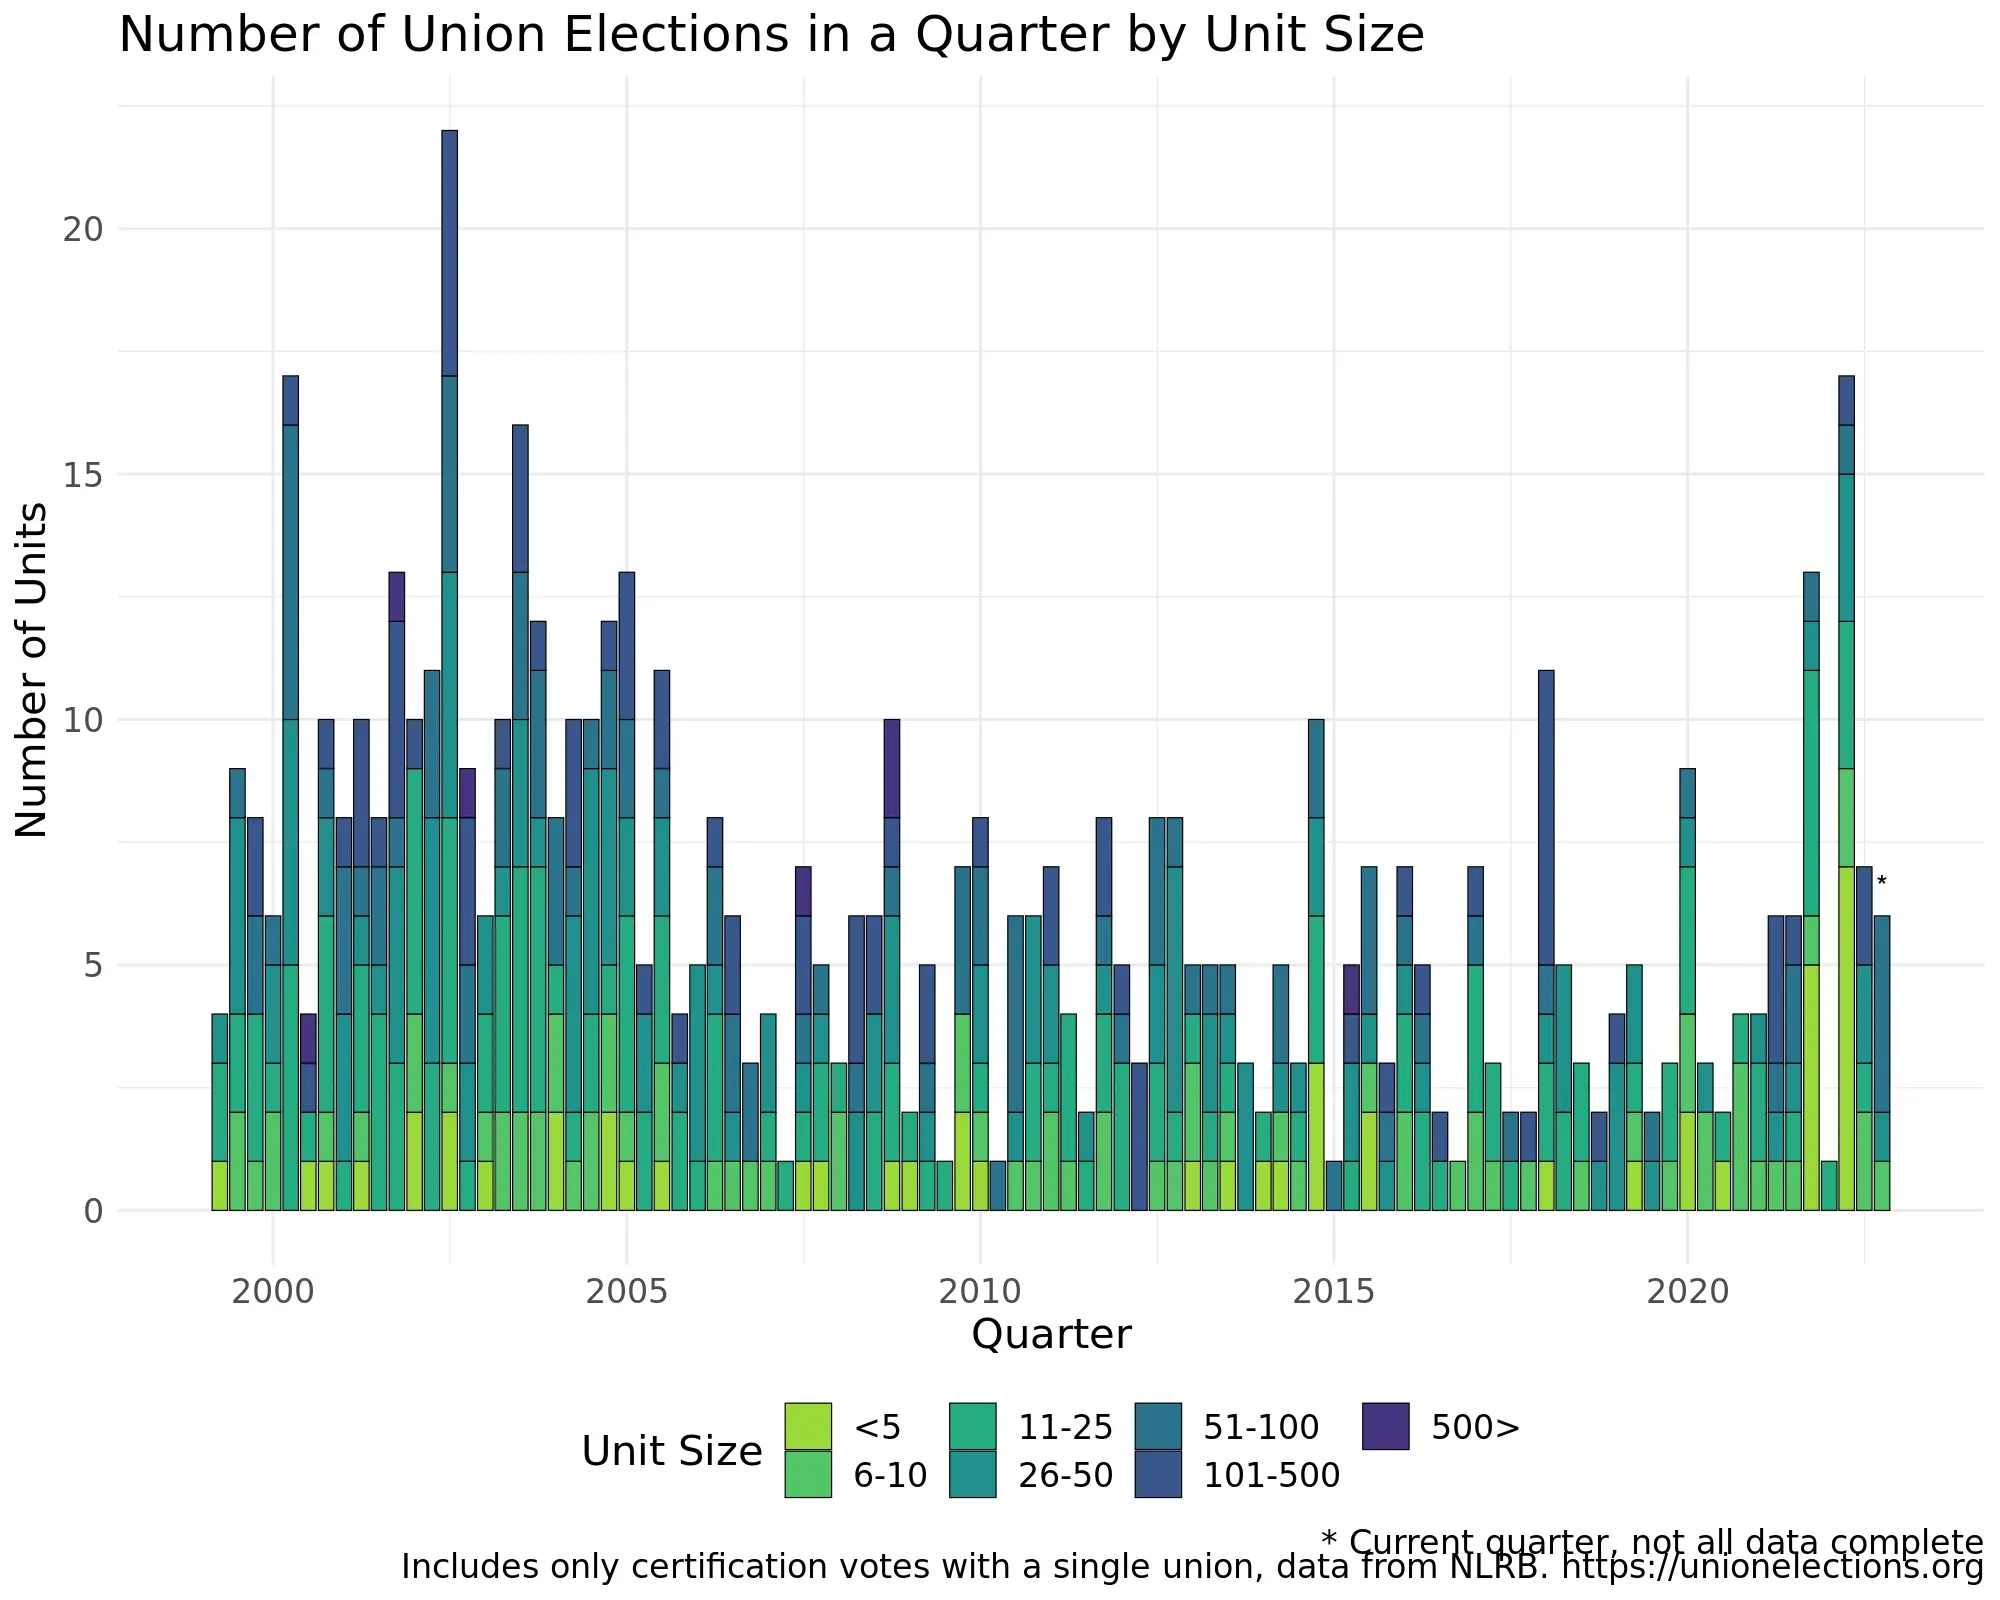 Number of Union Elections in a Quarter by Unit Size
Number of Units
20
15
10
5
0
*
2000 2005 2010 2015 2020
Quarter
Unit Size
<5 11-25 51-100 500>
6-10 26-50 101-500
* Current quarter, not all data complete
Includes only certification votes with a single union, data from NLRB. https://unionelections.org